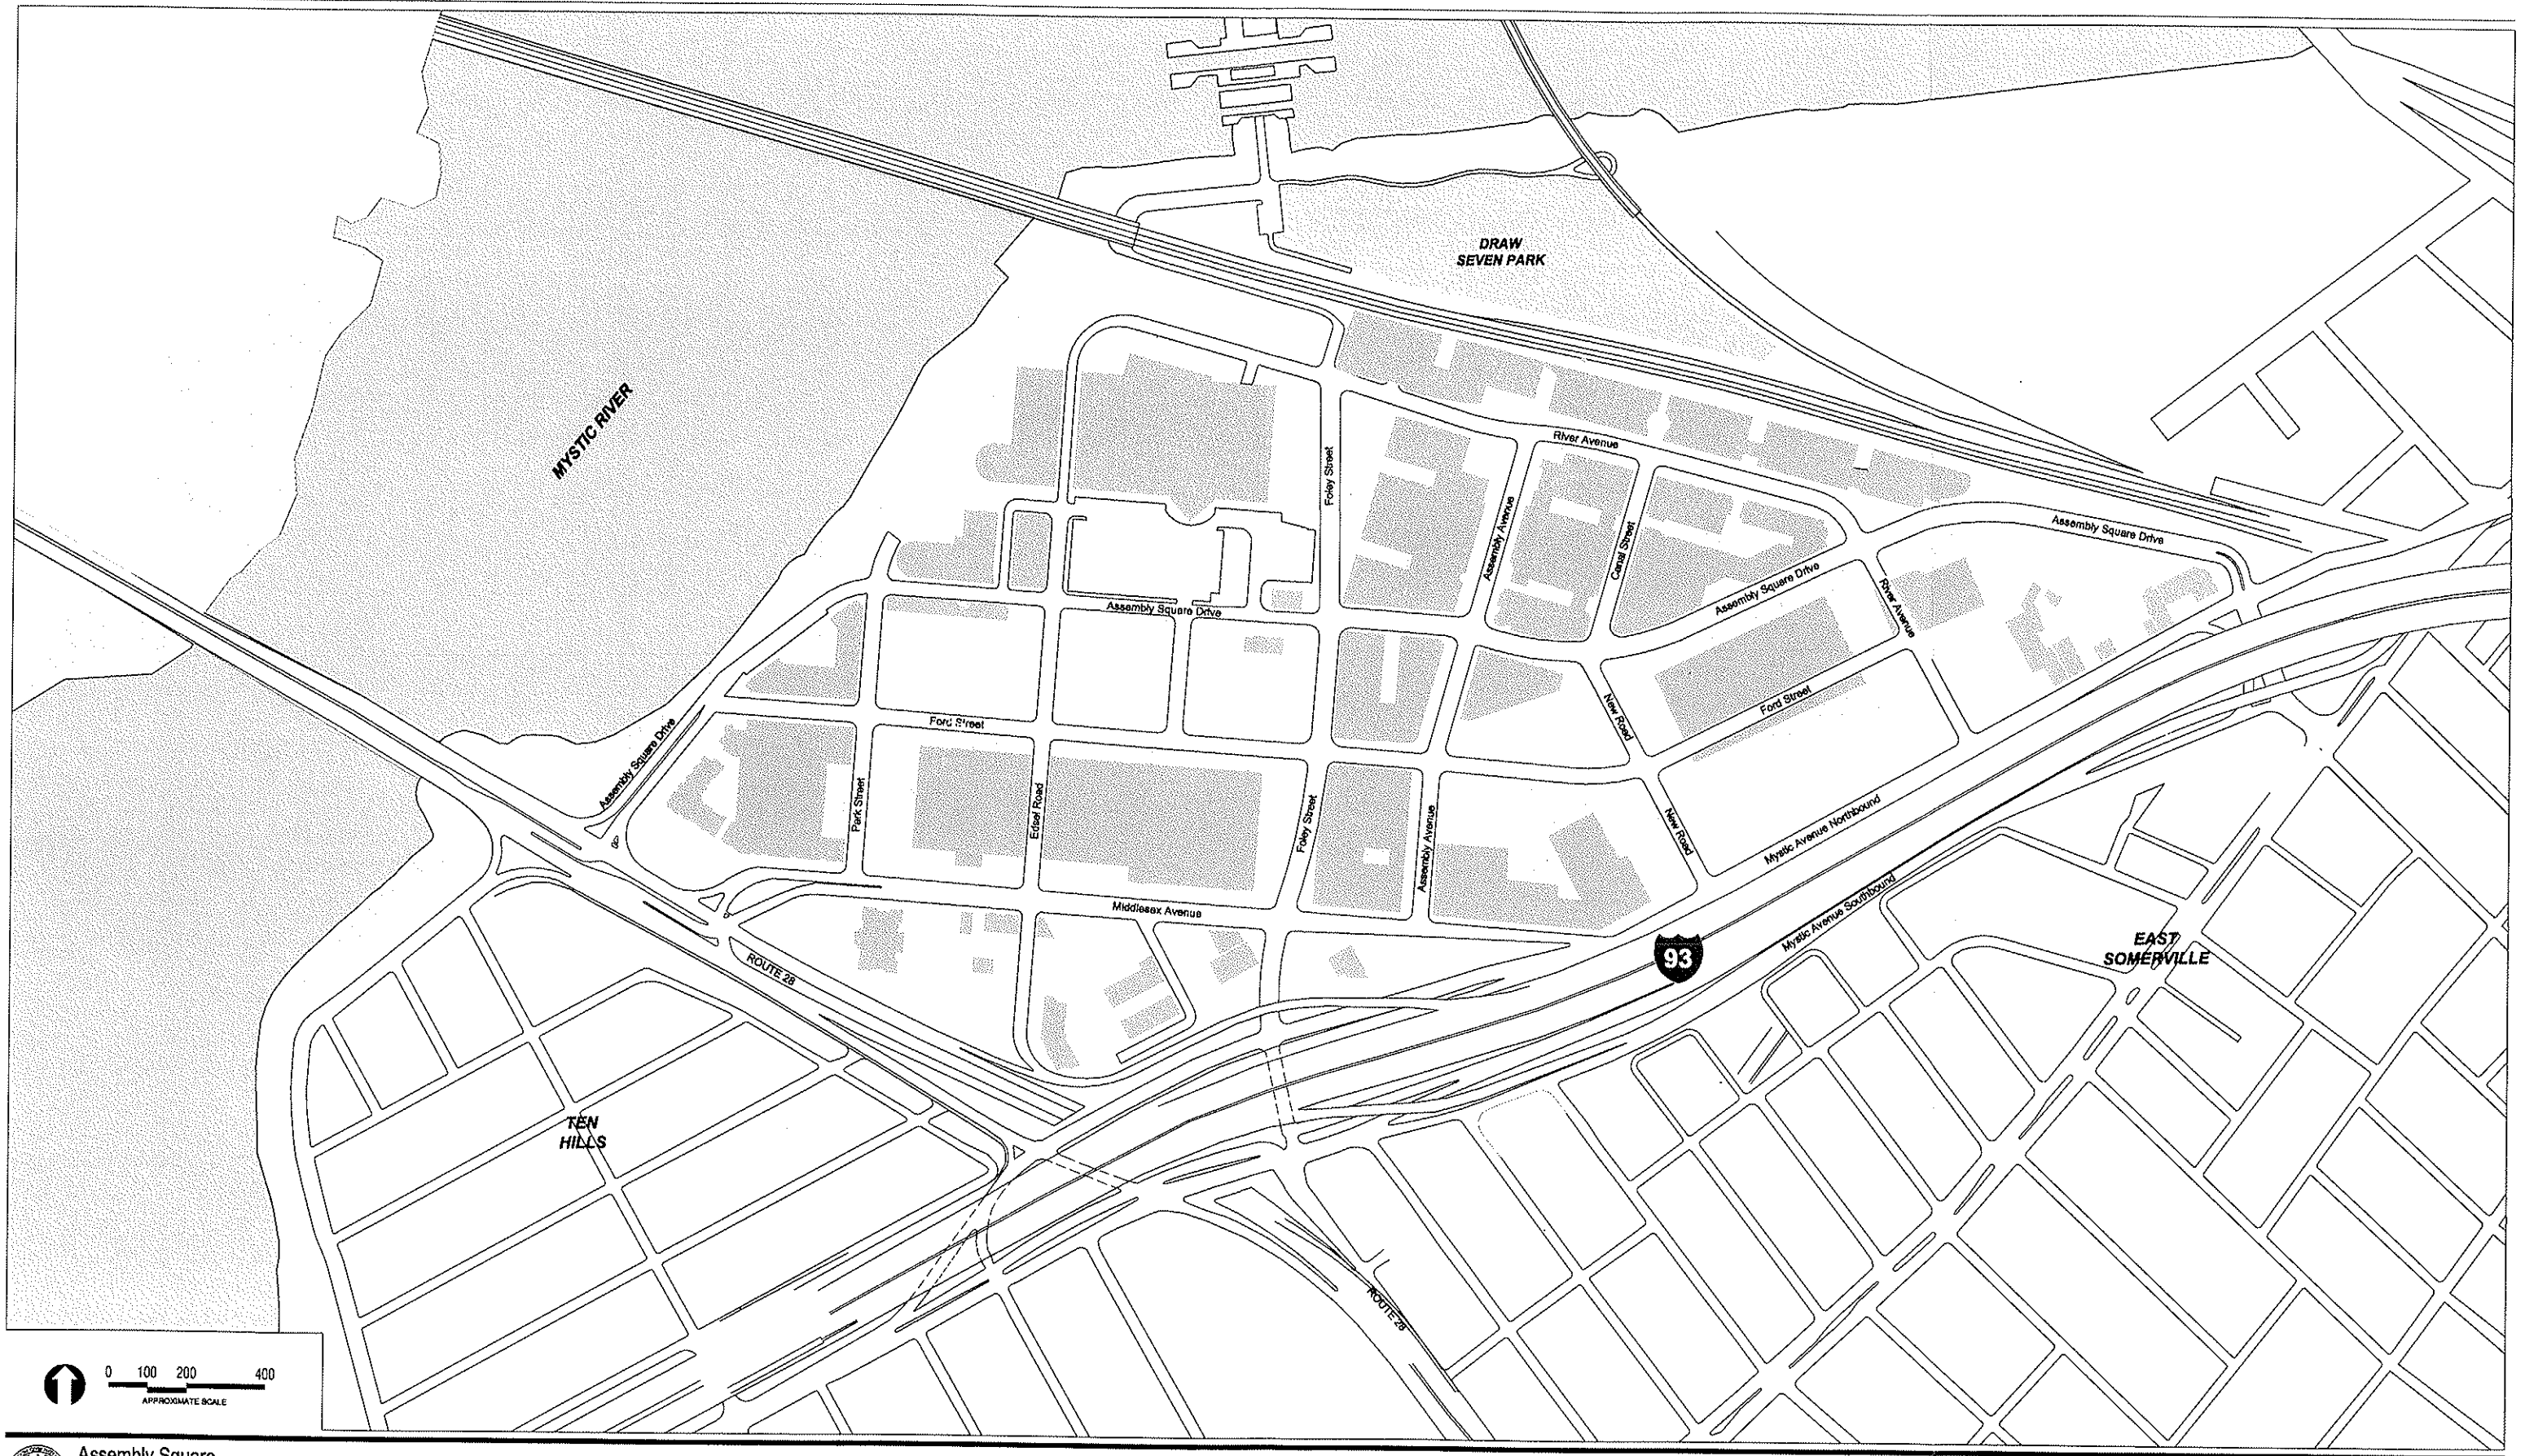 DRAW
SEVEN PARK
MYSTIC RIVER
River Avenue
Foley Street
Assembly Avenue
Canal Street
Assembly Square Drive
Assembly Square Drive
River Avenue
Assembly Square Drive
Ford Street
New Road
Ford Street
Assembly Square Drive
Park Street
Edsel Road
Foley Street
Assembly Avenue
New Road
Mystic Avenue Northbound
Middlesex Avenue
Mystic Avenue Southbound
93
EAST
SOMERVILLE
ROUTE 28
TEN
HILLS
ROUTE 28
0 100 200 400
APPROXIMATE SCALE
Assembly Square